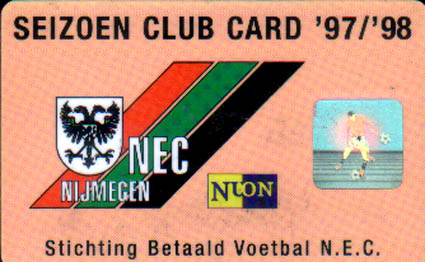 SEIZOEN CLUB CARD '97/'98
NEC
NIJMEGEN
NUON
Stichting Betaald Voetbal N.E.C.